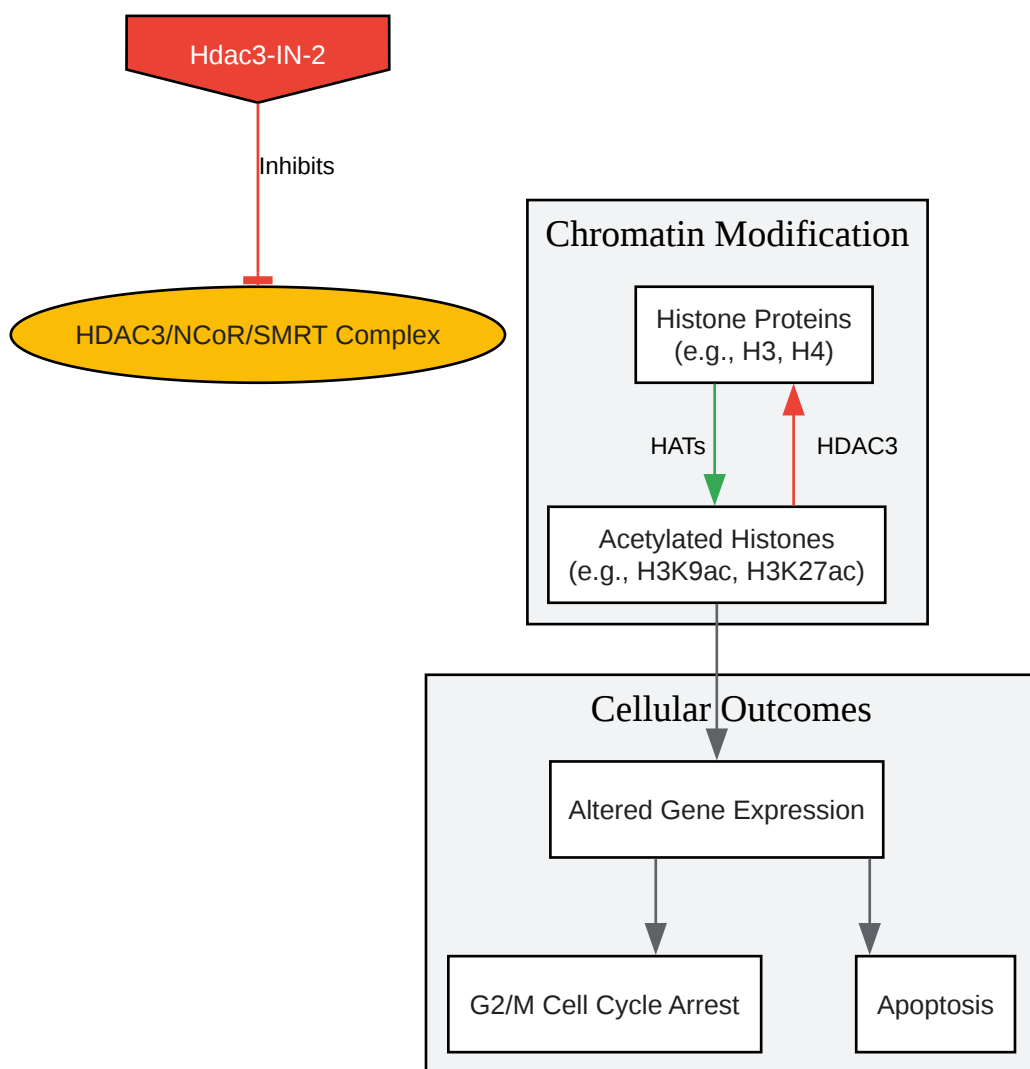 Hdac3-IN-2
Inhibits
HDAC3/NCoR/SMRT Complex
Chromatin Modification
Histone Proteins
(e.g., H3, H4)
HATs
HDAC3
Acetylated Histones
(e.g., H3K9ac, H3K27ac)
Cellular Outcomes
Altered Gene Expression
G2/M Cell Cycle Arrest
Apoptosis